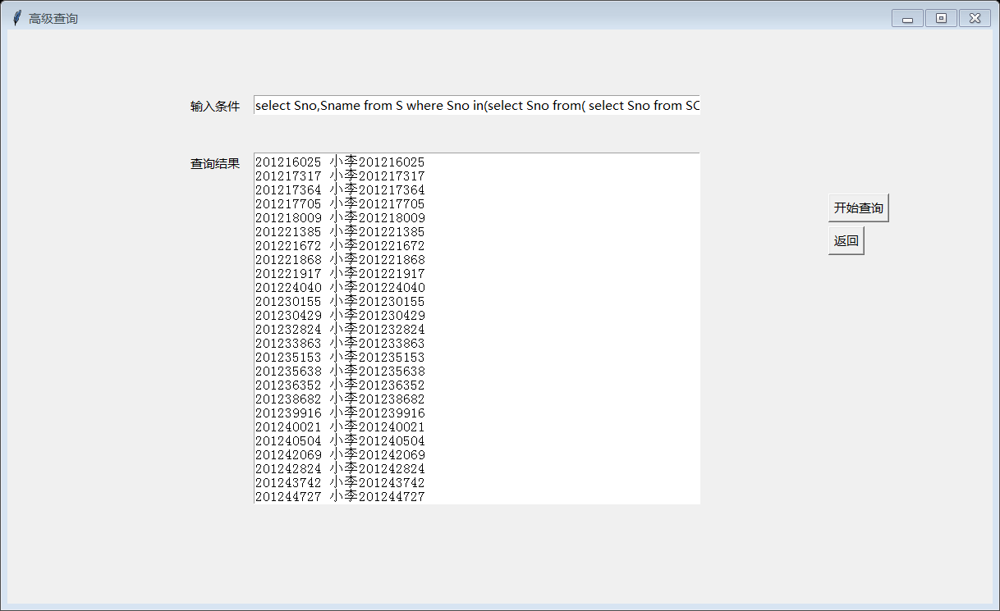 高级查询
输入条件 select Sno,Sname from S where Sno in(select Sno from( select Sno from SC
查询结果
201216025 小李201216025
201217317 小李201217317
201217364 小李201217364
201217705 小李201217705
201218009 小李201218009
201221385 小李201221385
201221672 小李201221672
201221868 小李201221868
201221917 小李201221917
201224040 小李201224040
201230155 小李201230155
201230429 小李201230429
201232824 小李201232824
201233863 小李201233863
201235153 小李201235153
201235638 小李201235638
201236352 小李201236352
201238682 小李201238682
201239916 小李201239916
201240021 小李201240021
201240504 小李201240504
201242069 小李201242069
201242824 小李201242824
201243742 小李201243742
201244727 小李201244727
开始查询
返回